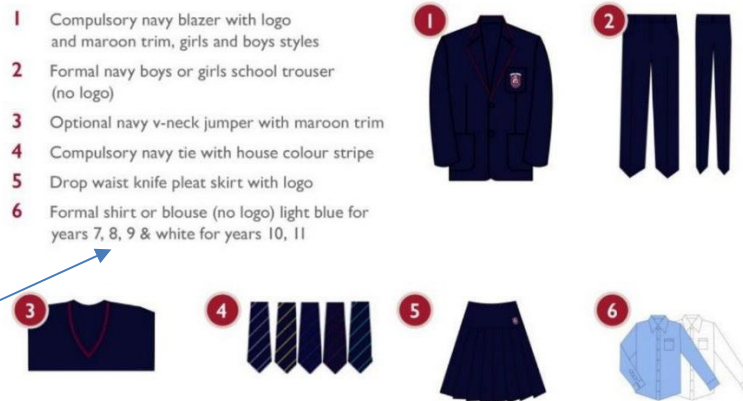 1 Compulsory navy blazer with logo
and maroon trim, girls and boys styles
2 Formal navy boys or girls school trouser
(no logo)
3 Optional navy v-neck jumper with maroon trim
4 Compulsory navy tie with house colour stripe
5 Drop waist knife pleat skirt with logo
6 Formal shirt or blouse (no logo) light blue for
years 7, 8, 9 & white for years 10, 11
1
2
3
4
5
6